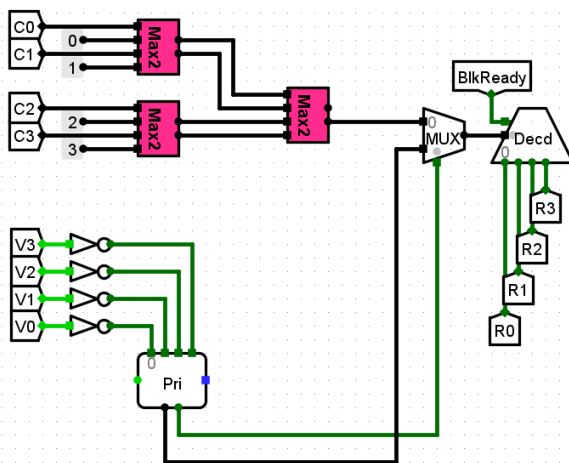 C0
0
C1
1
Max2
C2
2
C3
3
Max2
Max2
0
MUX
BlkReady
0
Decd
R3
R2
R1
R0
V3
V2
V1
V0
0
Pri